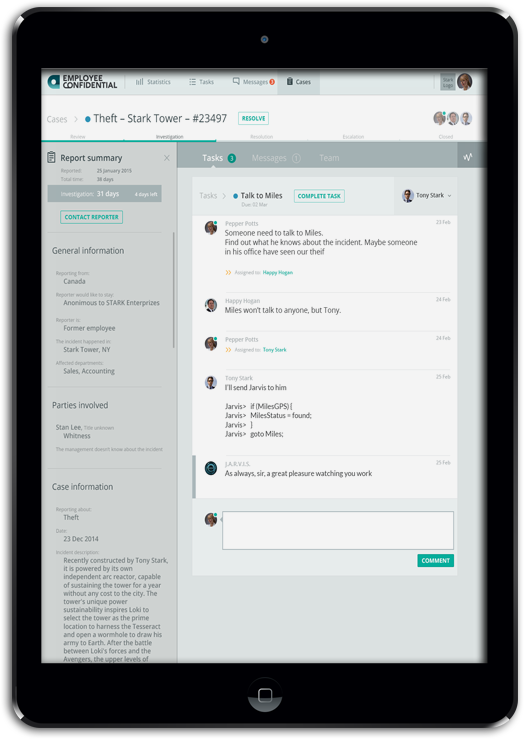 EMPLOYEE
CONFIDENTIAL
Statistics
Tasks
Messages 3
Cases
Stark
Logo
Cases > Theft – Stark Tower – #23497
RESOLVE
Review
Investigation
Resolution
Escalation
Closed
Report summary
Reported: 25 January 2015
Total time: 38 days
Investigation: 31 days 4 days left
CONTACT REPORTER
General information
Reporting from:
Canada
Reporter would like to stay:
Anonimous to STARK Enterprizes
Reporter is:
Former employee
The incident happened in:
Stark Tower, NY
Affected departments:
Sales, Accounting
Parties involved
Stan Lee, Title unknown
Whitness
The management doesn't know about the incident
Case information
Reporting about:
Theft
Date:
23 Dec 2014
Incident description:
Recently constructed by Tony Stark,
it is powered by its own
independent arc reactor, capable
of sustaining the tower for a year
without any cost to the city. The
tower's unique power
sustainability inspires Loki to
select the tower as the prime
location to harness the Tesseract
and open a wormhole to draw his
army to Earth. After the battle
between Loki's forces and the
Avengers, the upper levels of
Tasks 3
Messages 1
Team
Tasks > Talk to Miles
Due 02 Mar
COMPLETE TASK
Tony Stark
Pepper Potts 23 Feb
Someone need to talk to Miles.
Find out what he knows about the incident. Maybe someone
in his office have seen our theif
Assigned to: Happy Hogan
Happy Hogan 24 Feb
Miles won't talk to anyone, but Tony.
Pepper Potts 24 Feb
Assigned to: Tony Stark
Tony Stark 25 Feb
I'll send Jarvis to him
Jarvis> if (MilesGPS) {
Jarvis> MilesStatus = found;
Jarvis> }
Jarvis> goto Miles;
J.A.R.V.I.S. 25 Feb
As always, sir, a great pleasure watching you work
COMMENT